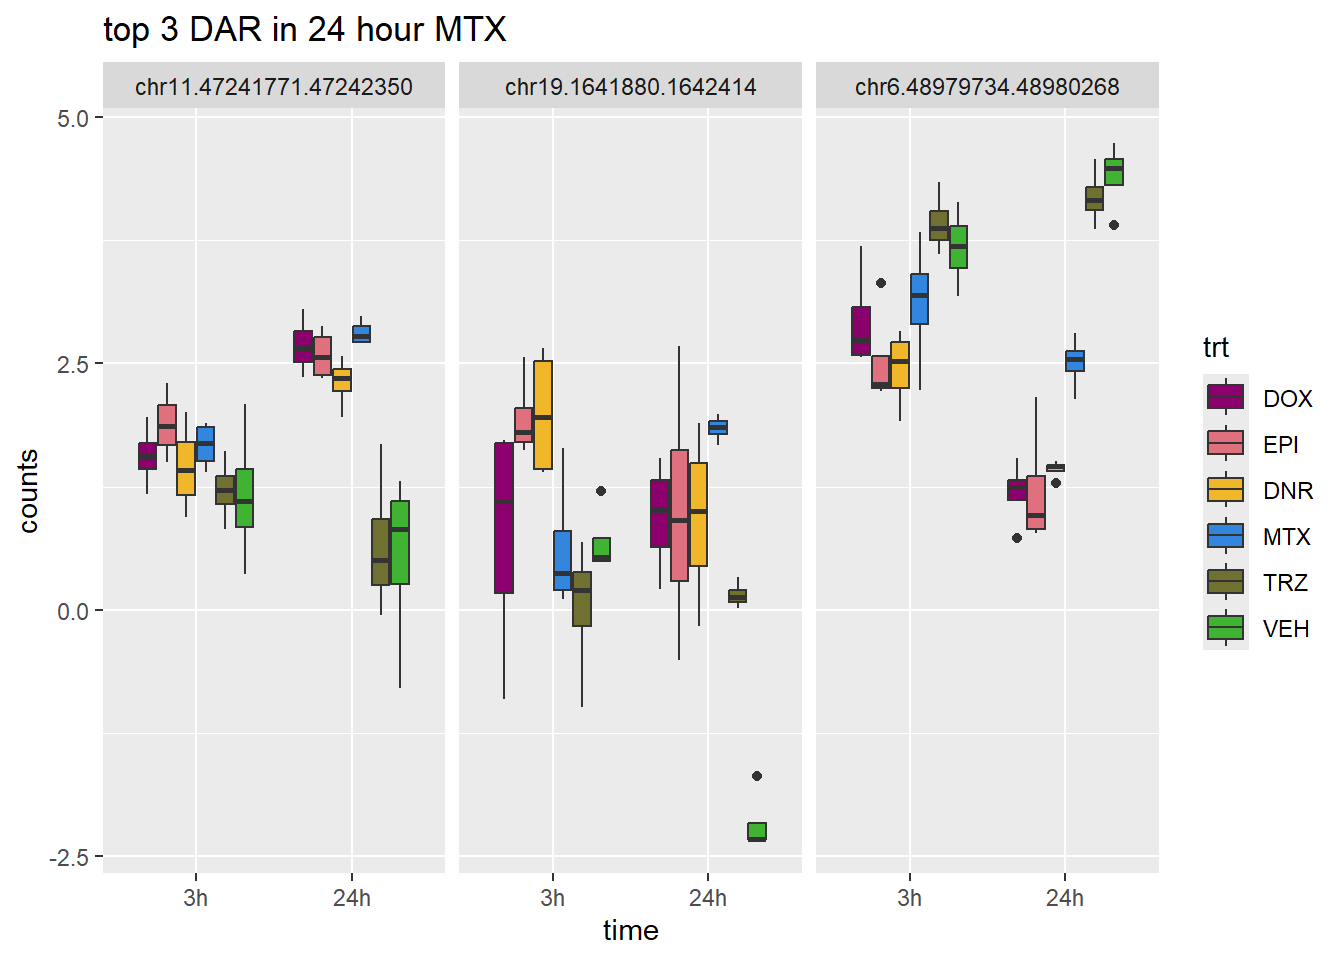 top 3 DAR in 24 hour MTX
chr11.47241771.47242350
chr19.1641880.1642414
chr6.48979734.48980268
5.0
2.5
0.0
-2.5
counts
3h
24h
3h
24h
3h
24h
time
trt
DOX
EPI
DNR
MTX
TRZ
VEH